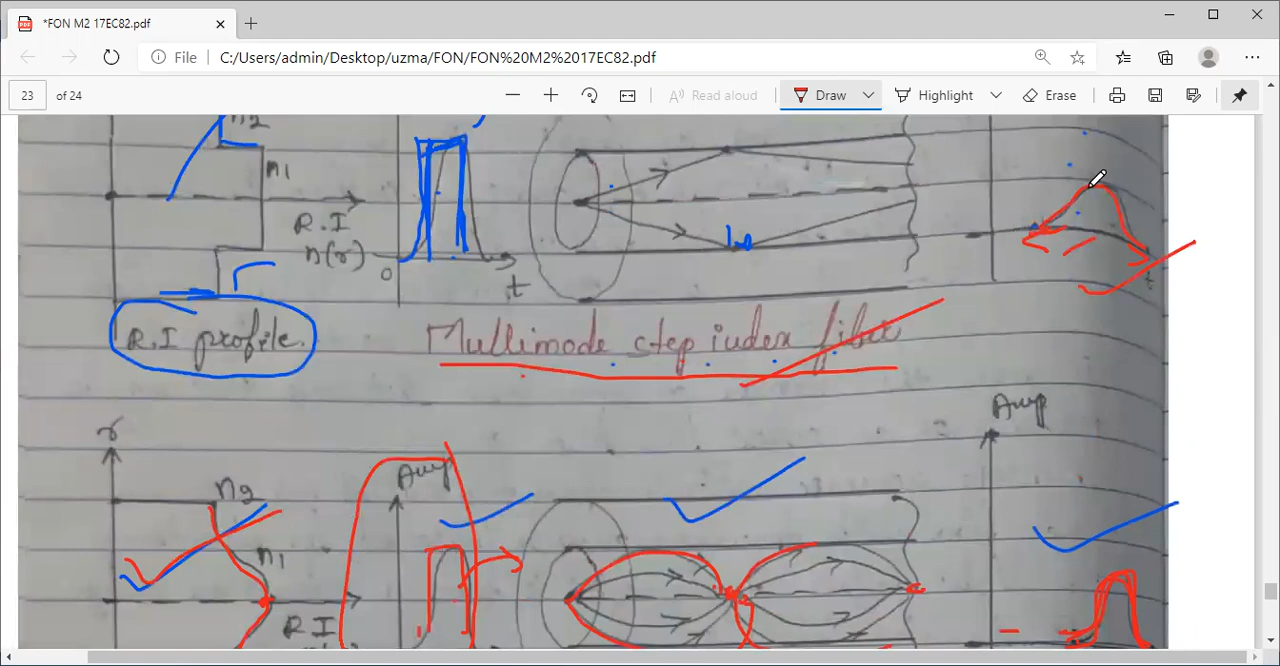 *FON M2 17EC82.pdf
File C:/Users/admin/Desktop/uzma/FON/FON%20M2%2017EC82.pdf
23 of 24 Read aloud Draw Highlight Erase
n2
n1
R.I
n(r)
0
t
t
R.I profile.
Multimode step index fiber
Amp
r
n2
Amp
n1
R.I